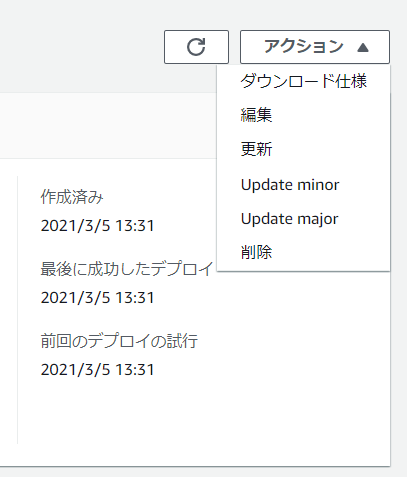 アクション
ダウンロード仕様
編集
更新
Update minor
Update major
削除
作成済み
2021/3/5 13:31
最後に成功したデプロイ
2021/3/5 13:31
前回のデプロイの試行
2021/3/5 13:31